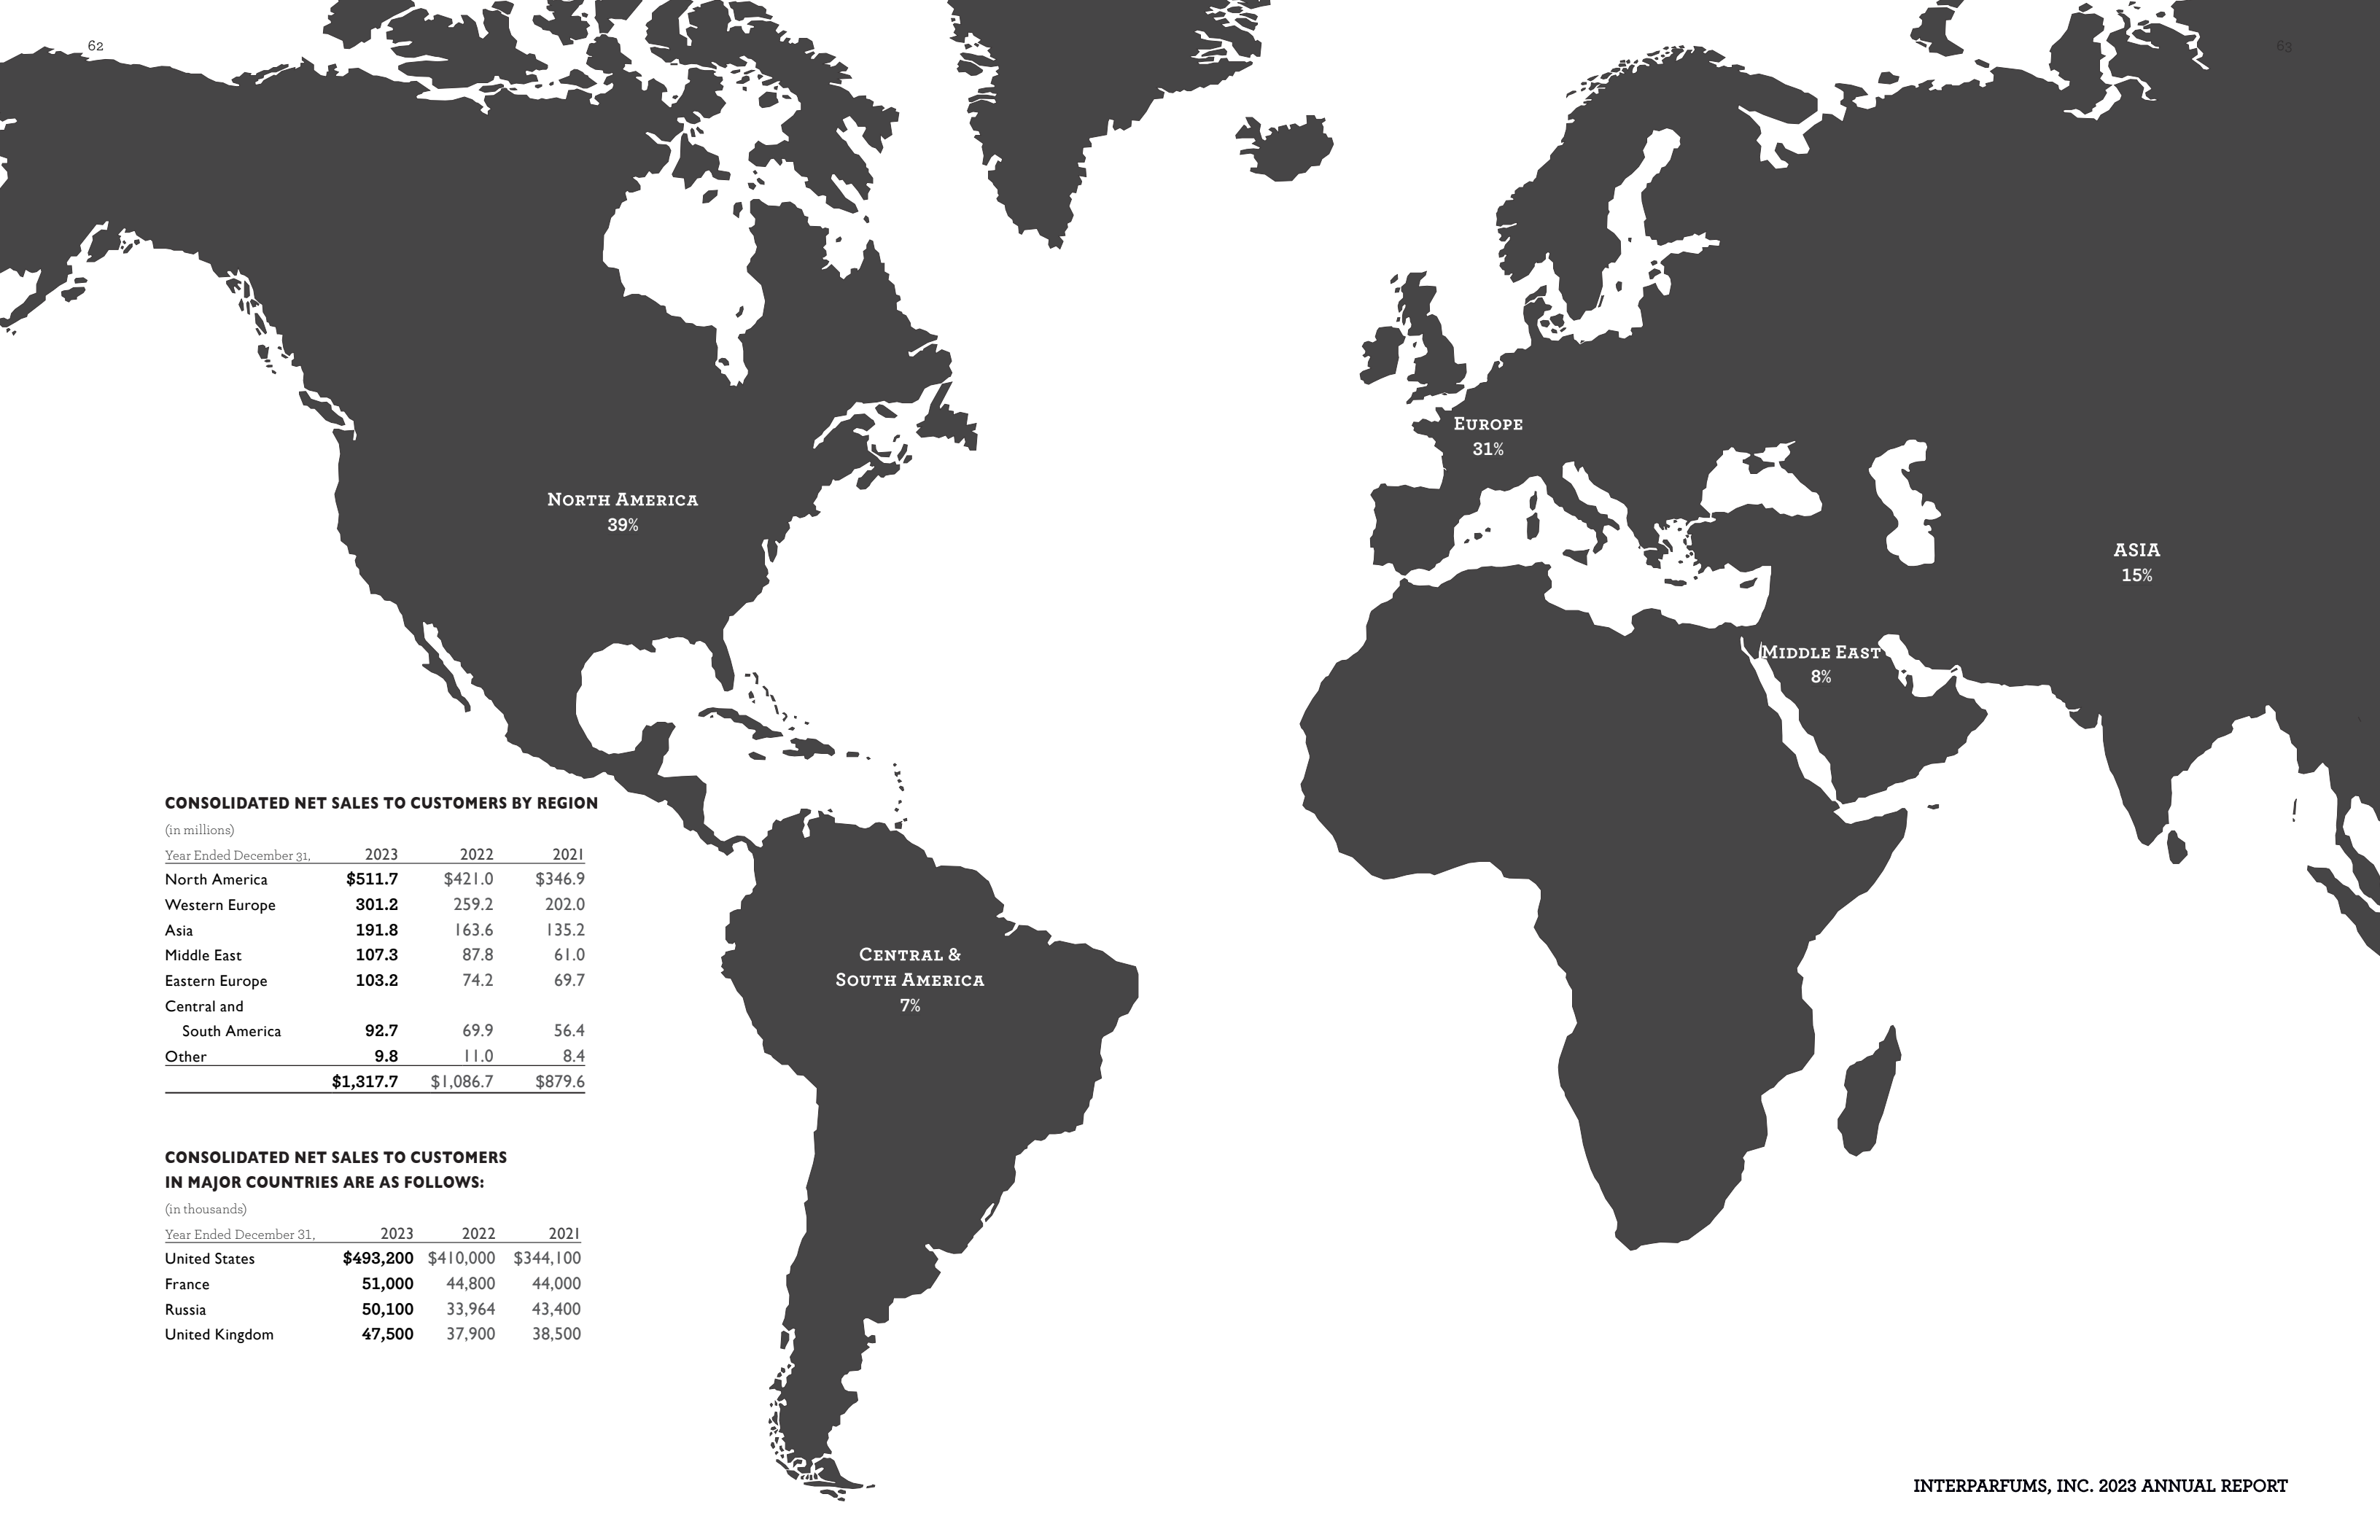 62
63
EUROPE
31%
NORTH AMERICA
39%
ASIA
15%
MIDDLE EAST
8%
CENTRAL &
SOUTH AMERICA
7%
CONSOLIDATED NET SALES TO CUSTOMERS BY REGION
(in millions)
Year Ended December 31, 2023 2022 2021
North America $511.7 $421.0 $346.9
Western Europe 301.2 259.2 202.0
Asia 191.8 163.6 135.2
Middle East 107.3 87.8 61.0
Eastern Europe 103.2 74.2 69.7
Central and
South America 92.7 69.9 56.4
Other 9.8 11.0 8.4
$1,317.7 $1,086.7 $879.6
CONSOLIDATED NET SALES TO CUSTOMERS
IN MAJOR COUNTRIES ARE AS FOLLOWS:
(in thousands)
Year Ended December 31, 2023 2022 2021
United States $493,200 $410,000 $344,100
France 51,000 44,800 44,000
Russia 50,100 33,964 43,400
United Kingdom 47,500 37,900 38,500
INTERPARFUMS, INC. 2023 ANNUAL REPORT